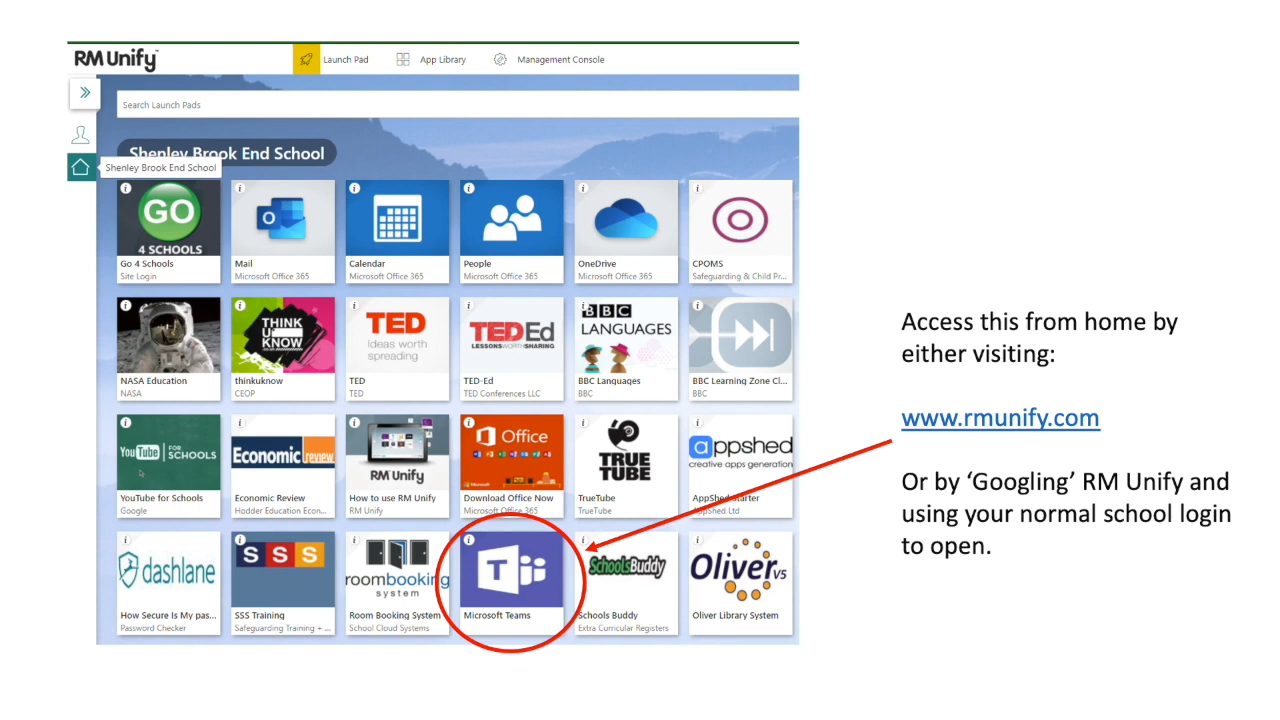 RM Unify
Launch Pad
App Library
Management Console
Search Launch Pads
Shenley Brook End School
Shenley Brook End School
GO
4 SCHOOLS
Go 4 Schools
Site Login
Mail
Microsoft Office 365
Calendar
Microsoft Office 365
People
Microsoft Office 365
OneDrive
Microsoft Office 365
CPOMS
Safeguarding & Child Pr...
NASA Education
NASA
THINK
U
KNOW
thinkuknow
CEOP
TED
Ideas worth
spreading
TED
TED
TED Ed
LESSONS WORTH SHARING
TED-Ed
TED Conferences LLC
BBC
LANGUAGES
BBC Languages
BBC
BBC Learning Zone Cl...
BBC
YouTube FOR SCHOOLS
YouTube for Schools
Google
Economic review
Economic Review
Hodder Education Econ...
RM Unify
How to use RM Unify
RM Unify
Office
Download Office Now
Microsoft Office 365
TRUE
TUBE
TrueTube
TrueTube
appshed
creative apps generation
AppShed Starter
AppShed Ltd
dashlane
How Secure Is My pas...
Password Checker
SSS
SSS Training
Safeguarding Training + ...
roombooking
system
Room Booking System
School Cloud Systems
T
Microsoft Teams
SchoolsBuddy
Schools Buddy
Extra Curricular Registers
Oliver v5
Oliver Library System
Access this from home by
either visiting:
www.rmunify.com
Or by ‘Googling’ RM Unify and
using your normal school login
to open.